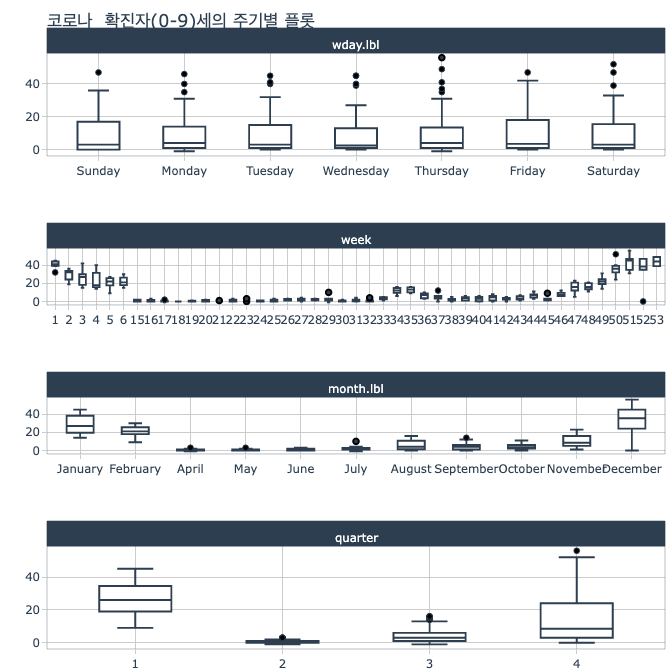 코로나 확진자(0-9)세의 주기별 플롯
wday.lbl
40
20
0
Sunday Monday Tuesday Wednesday Thursday Friday Saturday
week
40
20
0
1 2 3 4 5 6 15 16 17 18 19 20 21 22 23 24 25 26 27 28 29 30 31 32 33 34 35 36 37 38 39 40 41 42 43 44 45 46 47 48 49 50 51 52 53
month.lbl
40
20
0
January February April May June July August September October November December
quarter
40
20
0
1 2 3 4